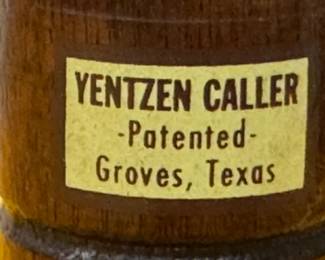 YENTZEN CALLER
-Patented-
Groves, Texas